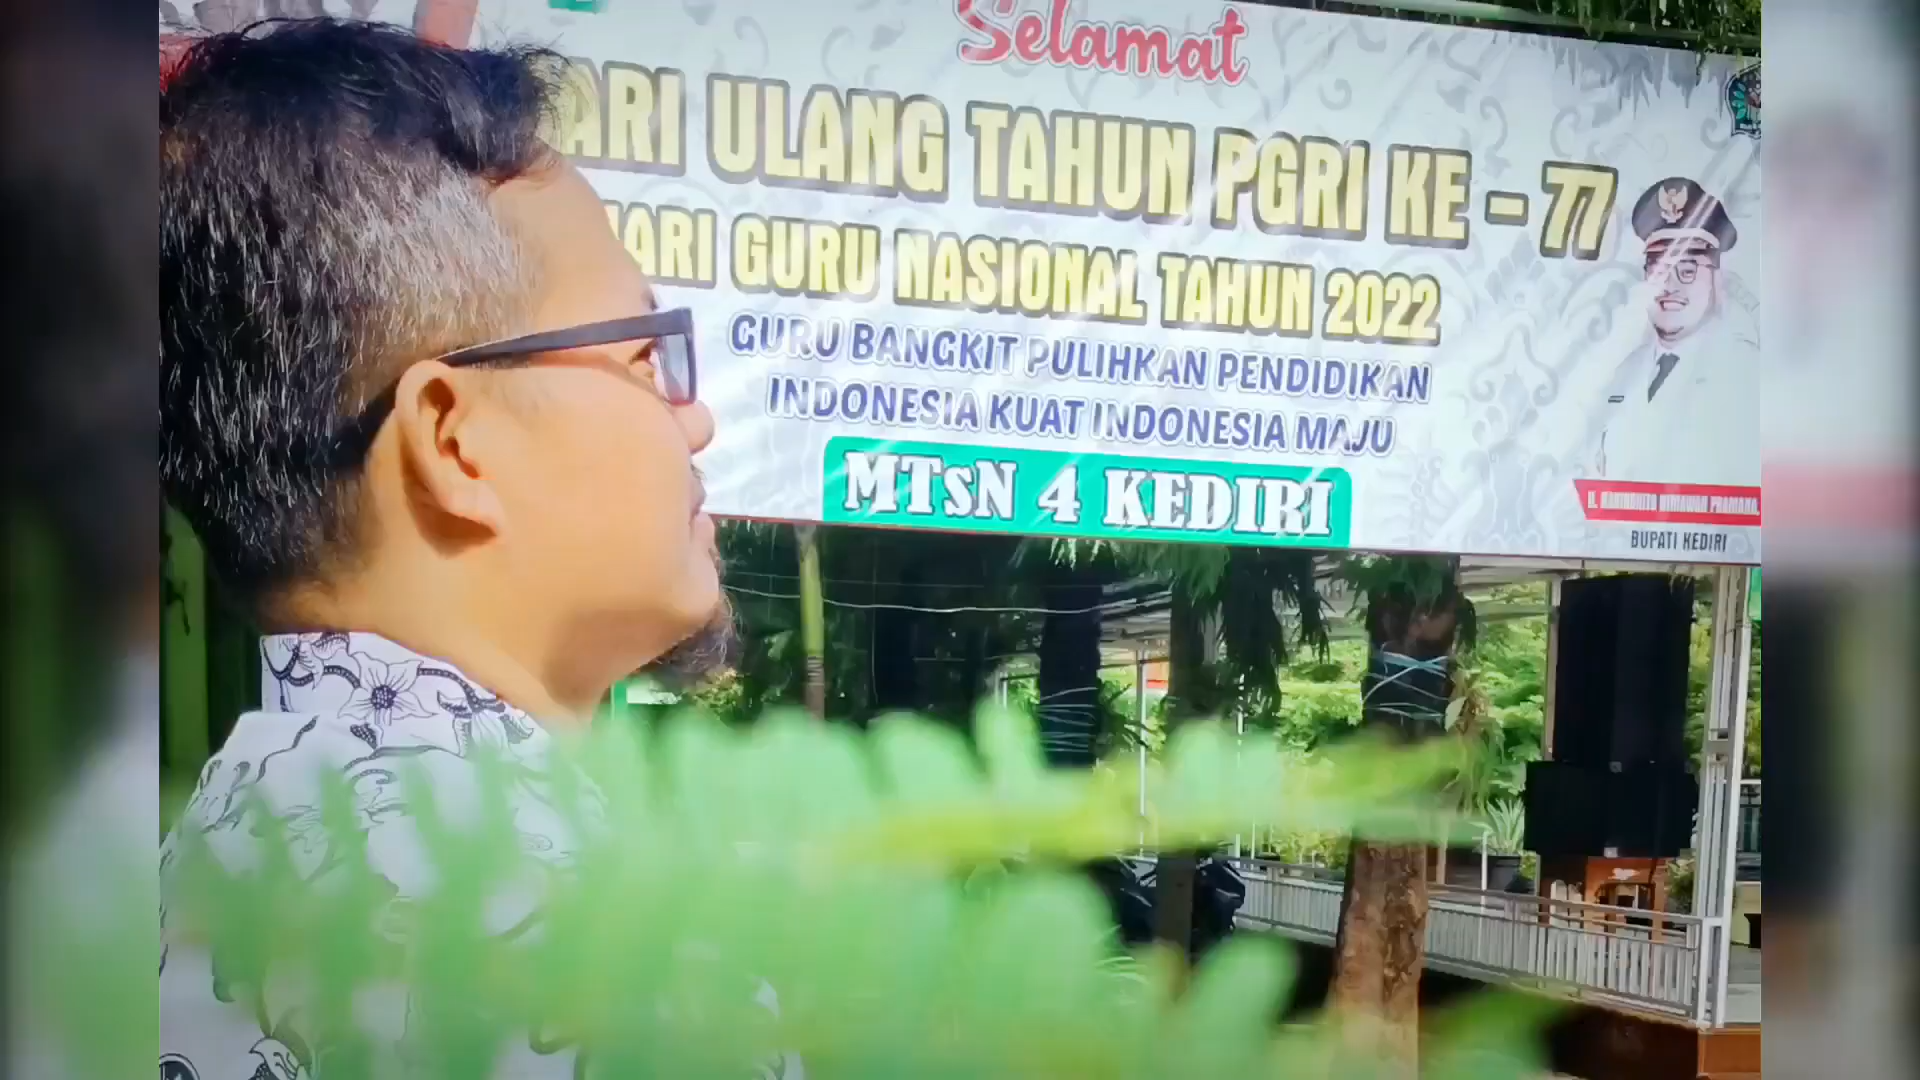 Selamat
ARI ULANG TAHUN PGRI KE - 77
HARI GURU NASIONAL TAHUN 2022
GURU BANGKIT PULIHKAN PENDIDIKAN
INDONESIA KUAT INDONESIA MAJU
MTsN 4 KEDIRI
BUPATI KEDIRI